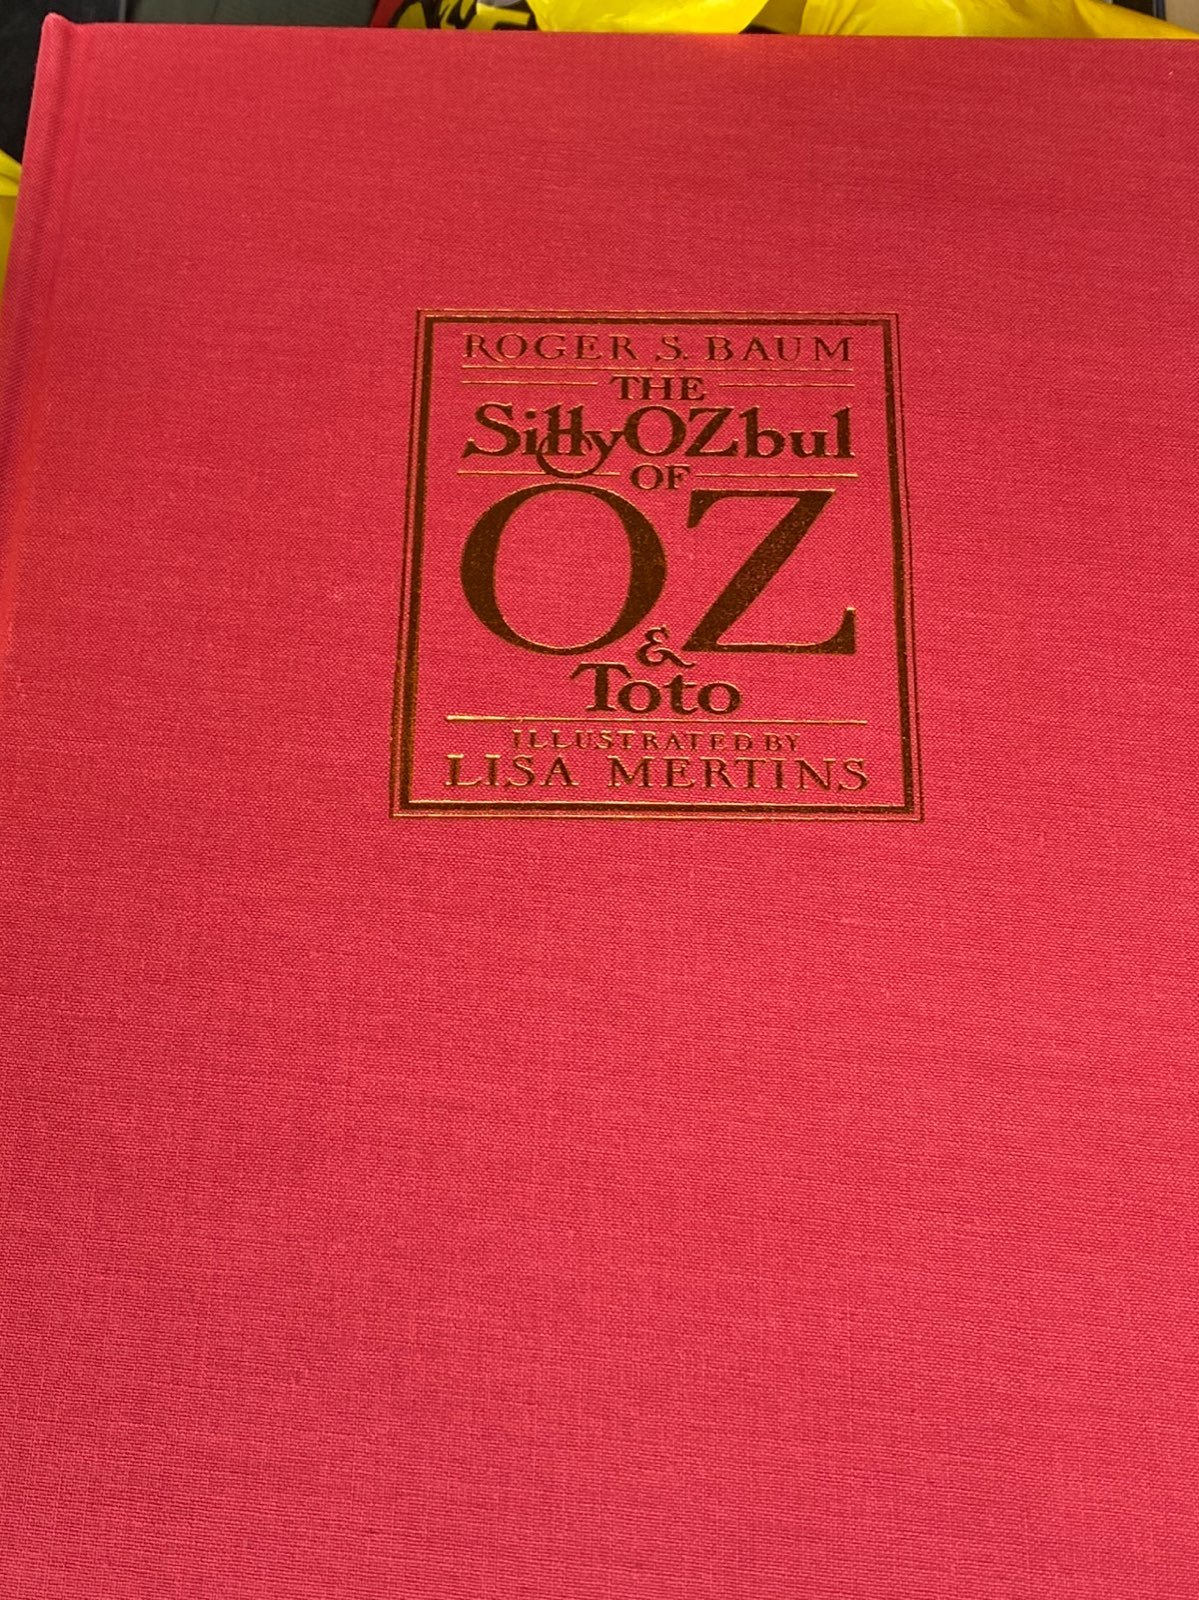 ROGER S. BAUM
THE
SillyOZbul
OF
OZ
&
Toto
ILLUSTRATED BY
LISA MERTINS